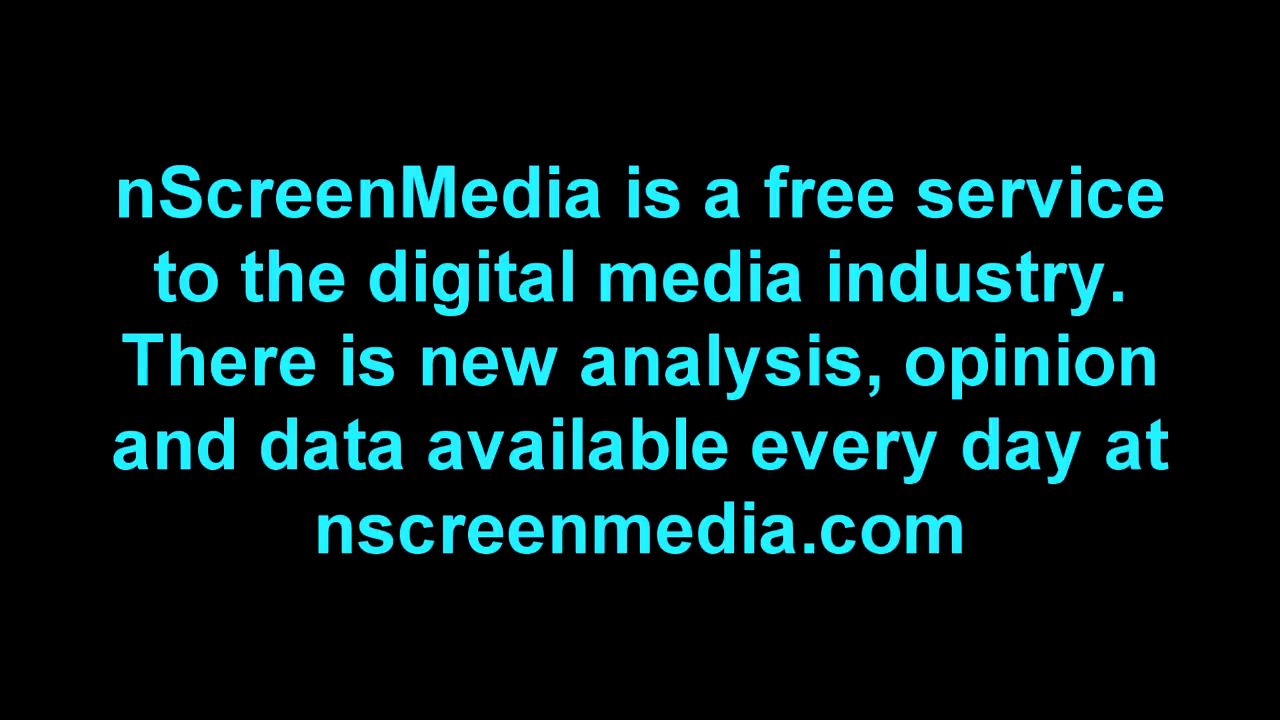 nScreenMedia is a free service
to the digital media industry.
There is new analysis, opinion
and data available every day at
nscreenmedia.com